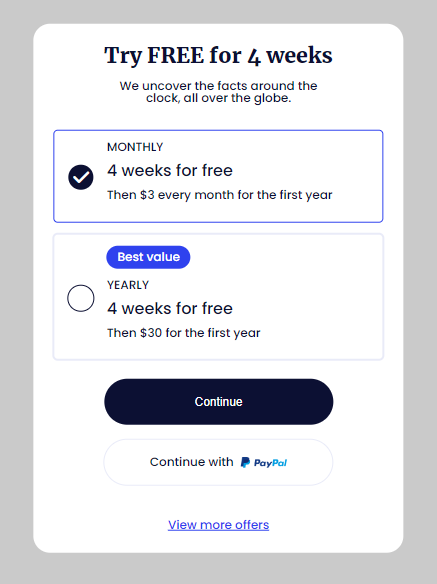 Try FREE for 4 weeks
We uncover the facts around the
clock, all over the globe.
MONTHLY
4 weeks for free
Then $3 every month for the first year
Best value
YEARLY
4 weeks for free
Then $30 for the first year
Continue
Continue with PayPal
View more offers